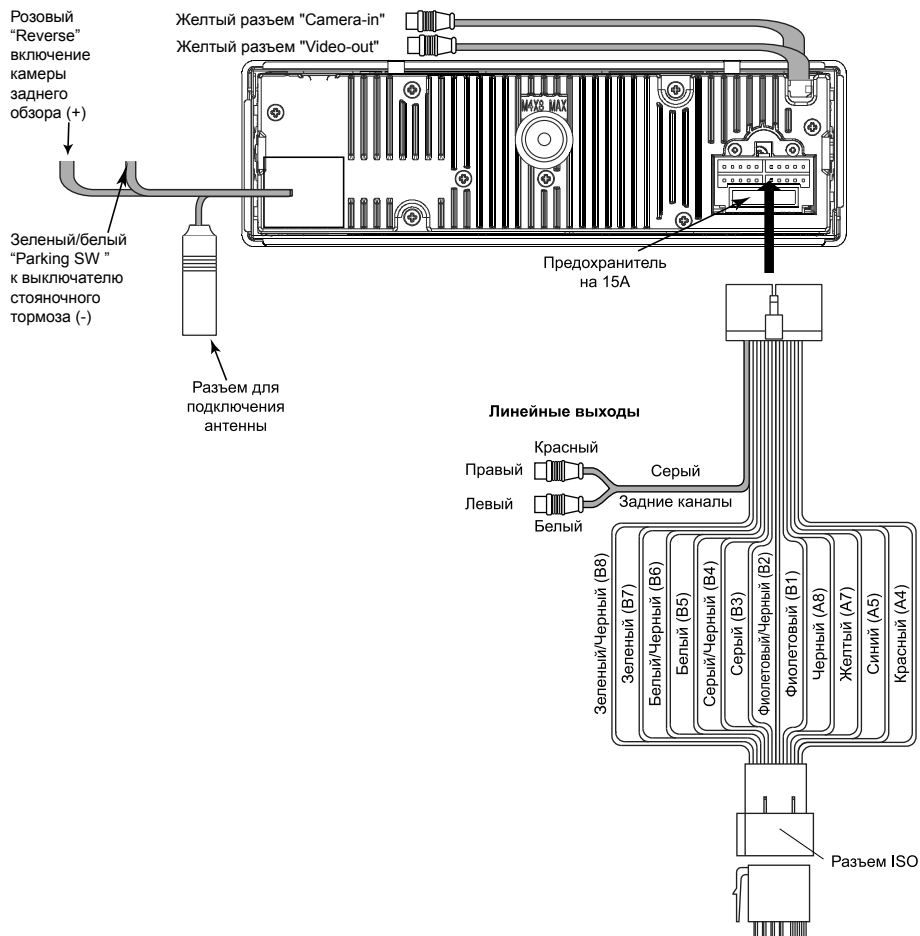 Розовый
“Reverse”
включение
камеры
заднего
обзора (+)
Желтый разъем "Camera-in"
Желтый разъем "Video-out"
M4X8 MAX
Зеленый/белый
“Parking SW ”
к выключателю
стояночного
тормоза (-)
Предохранитель
на 15А
Разъем для
подключения
антенны
Линейные выходы
Красный
Правый
Серый
Левый
Задние каналы
Белый
Зеленый/Черный (B8)
Зеленый (B7)
Белый/Черный (B6)
Белый (B5)
Серый/Черный (B4)
Серый (B3)
Фиолетовый/Черный (B2)
Фиолетовый (B1)
Черный (A8)
Желтый (A7)
Синий (A5)
Красный (A4)
Разъем ISO